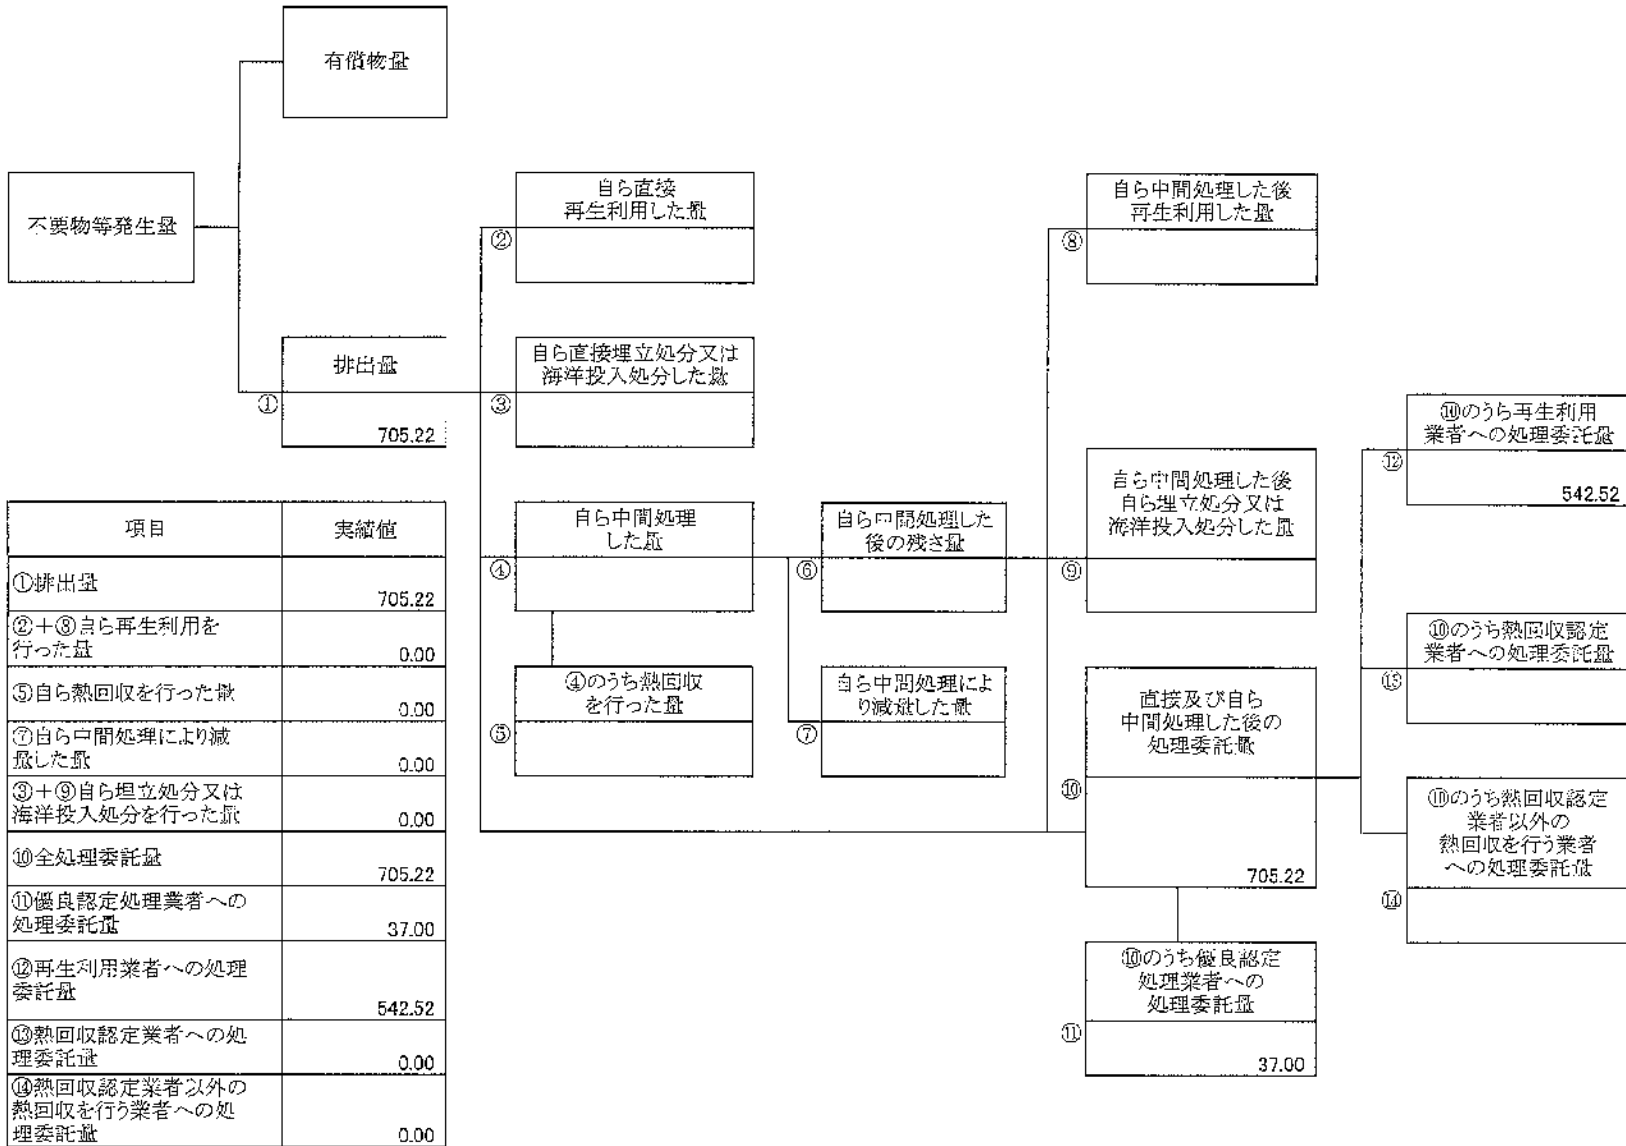 有償物量
不要物等発生量
排出量
①
705.22
自ら直接
再生利用した量
②
自ら直接埋立処分又は
海洋投入処分した量
③
自ら中間処理
した量
④
④のうち熱回収
を行った量
⑤
自ら中間処理した
後の残さ量
⑥
自ら中間処理によ
り減量した量
⑦
自ら中間処理した後
再生利用した量
⑧
自ら中間処理した後
自ら埋立処分又は
海洋投入処分した量
⑨
直接及び自ら
中間処理した後の
処理委託量
⑩
705.22
⑩のうち優良認定
処理業者への
処理委託量
⑪
37.00
⑩のうち再生利用
業者への処理委託量
⑫
542.52
⑩のうち熱回収認定
業者への処理委託量
⑬
⑩のうち熱回収認定
業者以外の
熱回収を行う業者
への処理委託量
⑭
項目 実績値
①排出量
705.22
②+⑧自ら再生利用を
行った量
0.00
⑤自ら熱回収を行った量
0.00
⑦自ら中間処理により減
量した量
0.00
③+⑨自ら埋立処分又は
海洋投入処分を行った量
0.00
⑩全処理委託量
705.22
⑪優良認定処理業者への
処理委託量
37.00
⑫再生利用業者への処理
委託量
542.52
⑬熱回収認定業者への処
理委託量
0.00
⑭熱回収認定業者以外の
熱回収を行う業者への処
理委託量
0.00